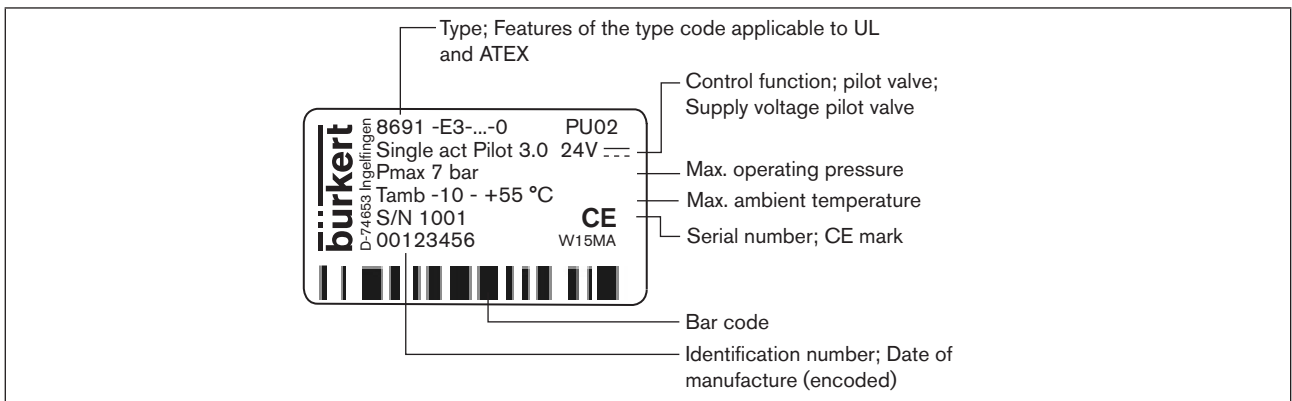 Type; Features of the type code applicable to UL
and ATEX
Control function; pilot valve;
Supply voltage pilot valve
bürkert
D-74653 Ingelfingen
8691 -E3-...-0 PU02
Single act Pilot 3.0 24V
Pmax 7 bar
Tamb -10 - +55 °C
S/N 1001 CE
00123456 W15MA
Max. operating pressure
Max. ambient temperature
Serial number; CE mark
Bar code
Identification number; Date of
manufacture (encoded)